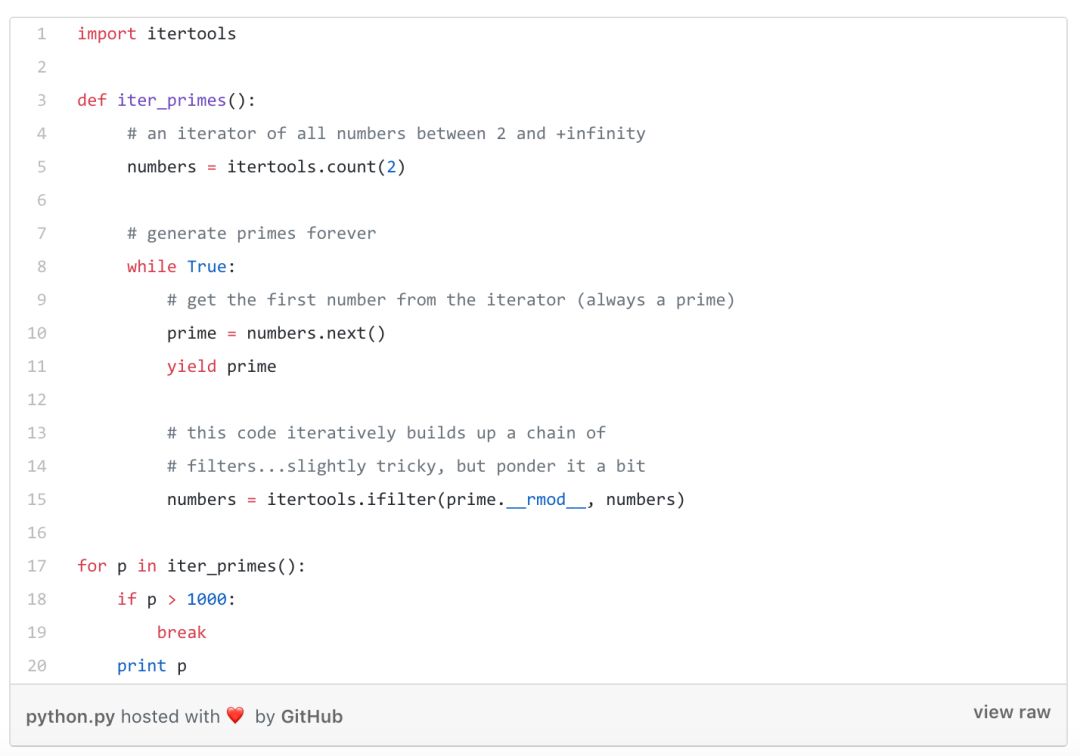 1 import itertools
2
3 def iter_primes():
4 # an iterator of all numbers between 2 and +infinity
5 numbers = itertools.count(2)
6
7 # generate primes forever
8 while True:
9 # get the first number from the iterator (always a prime)
10 prime = numbers.next()
11 yield prime
12
13 # this code iteratively builds up a chain of
14 # filters...slightly tricky, but ponder it a bit
15 numbers = itertools.ifilter(prime.__rmod__, numbers)
16
17 for p in iter_primes():
18 if p > 1000:
19 break
20 print p
python.py hosted with ❤ by GitHub view raw